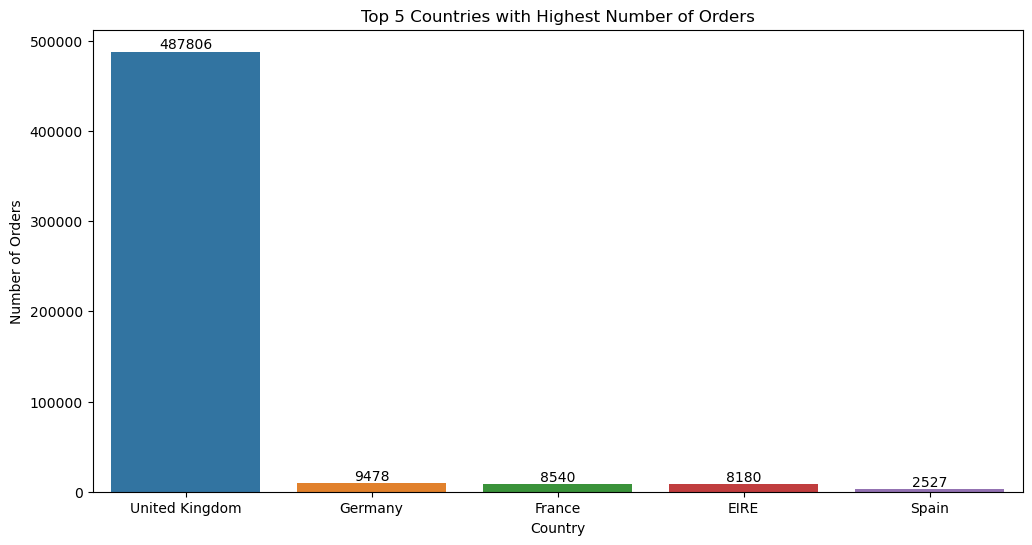 Top 5 Countries with Highest Number of Orders
Number of Orders
500000
400000
300000
200000
100000
0
487806
9478
8540
8180
2527
United Kingdom
Germany
France
EIRE
Spain
Country